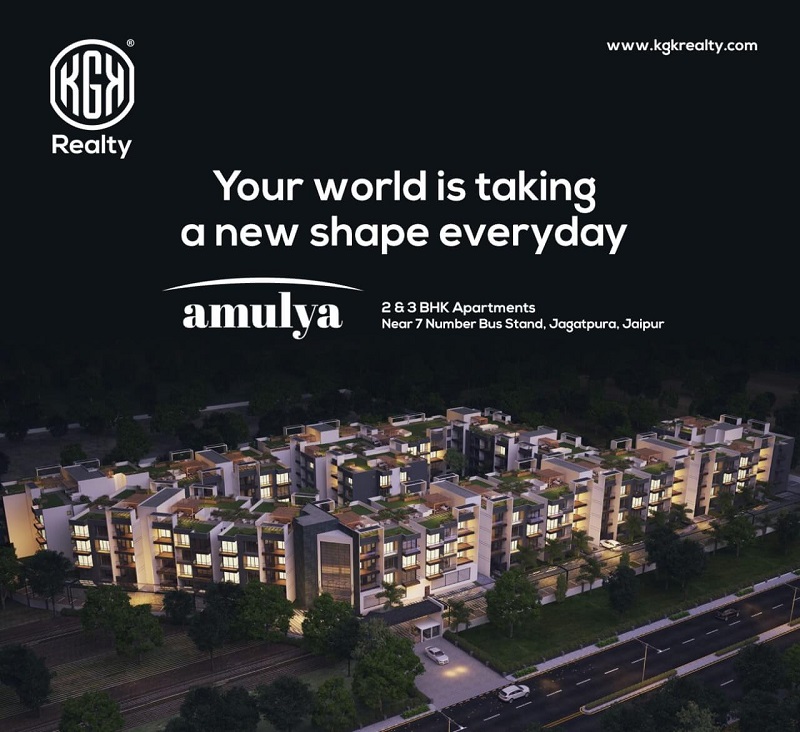 www.kgkrealty.com
KGK®
Realty
Your world is taking
a new shape everyday
amulya
2 & 3 BHK Apartments
Near 7 Number Bus Stand, Jagatpura, Jaipur